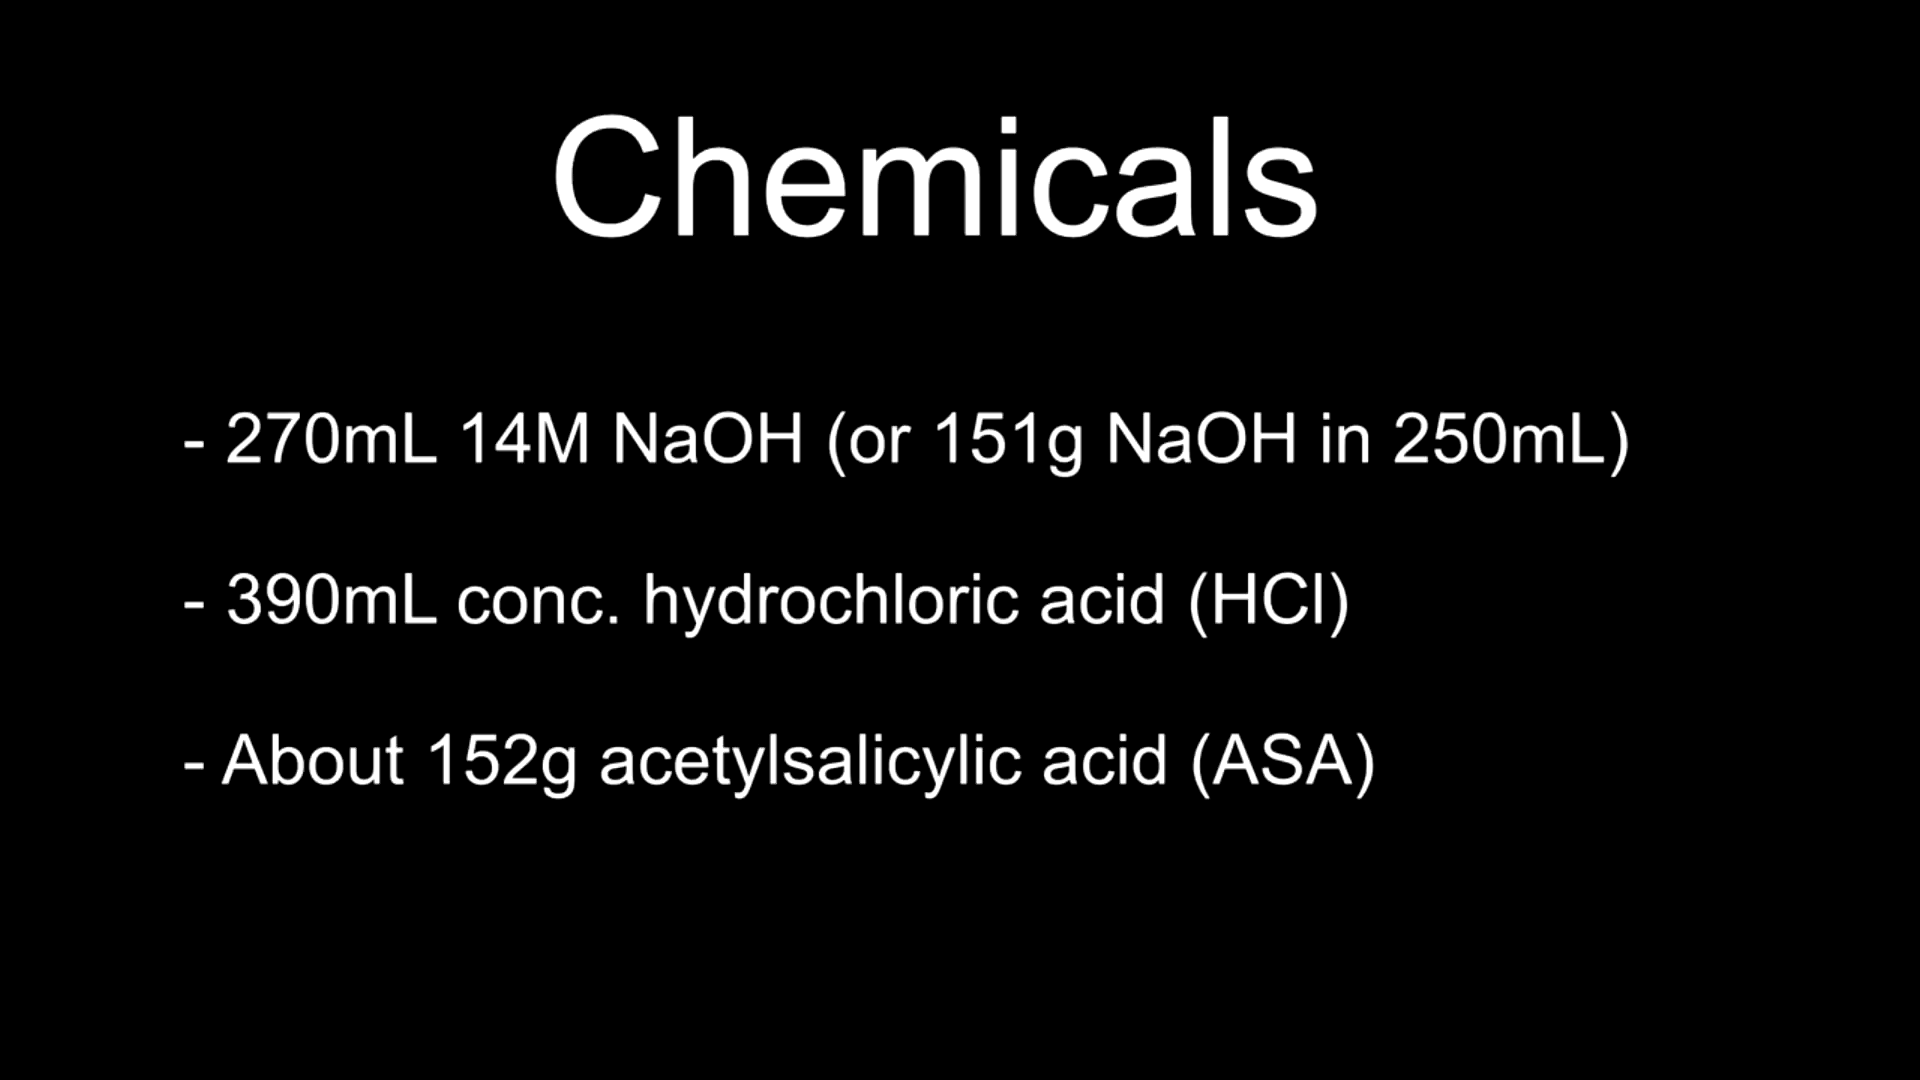 Chemicals
- 270mL 14M NaOH (or 151g NaOH in 250mL)
- 390mL conc. hydrochloric acid (HCl)
- About 152g acetylsalicylic acid (ASA)